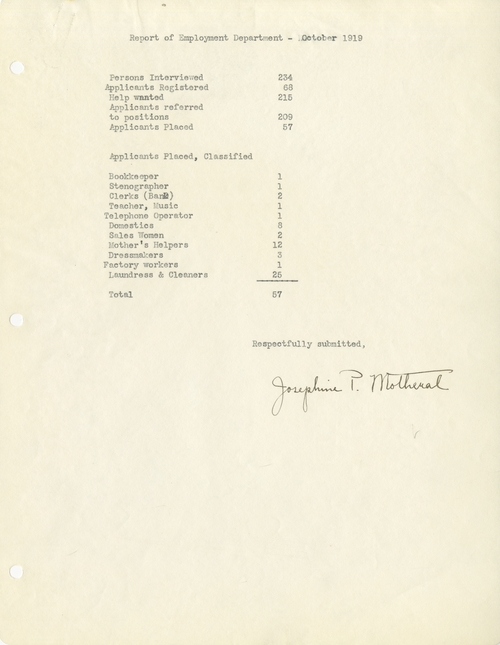 Report of Employment Department - October 1919
Persons Interviewed 234
Applicants Registered 68
Help wanted 215
Applicants referred
to positions 209
Applicants Placed 57
Applicants Placed, Classified
Bookkeeper 1
Stenographer 1
Clerks (Bank) 2
Teacher, Music 1
Telephone Operator 1
Domestics 8
Sales Women 2
Mother's Helpers 12
Dressmakers 3
Factory workers 1
Laundress & Cleaners 25
Total 57
Respectfully submitted,
Josephine P. Motheral